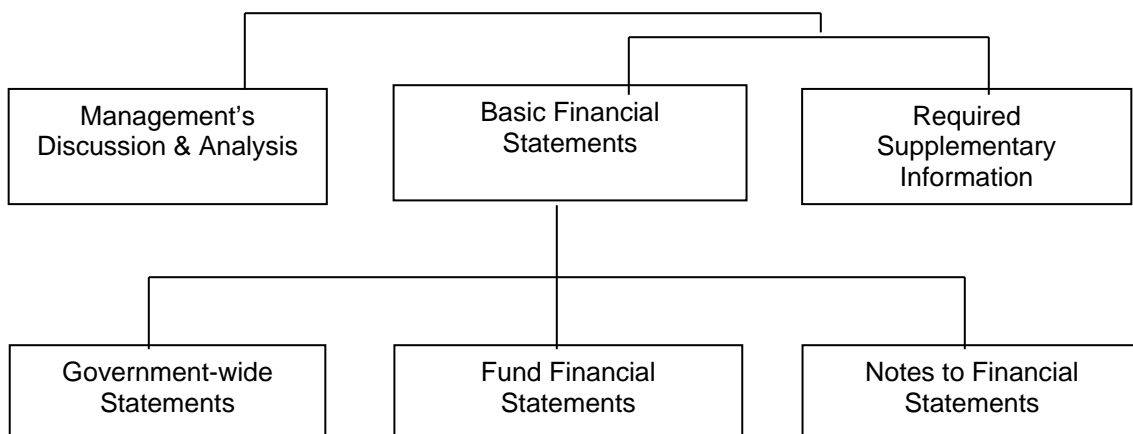 Management’s
Discussion & Analysis
Basic Financial
Statements
Required
Supplementary
Information
Government-wide
Statements
Fund Financial
Statements
Notes to Financial
Statements